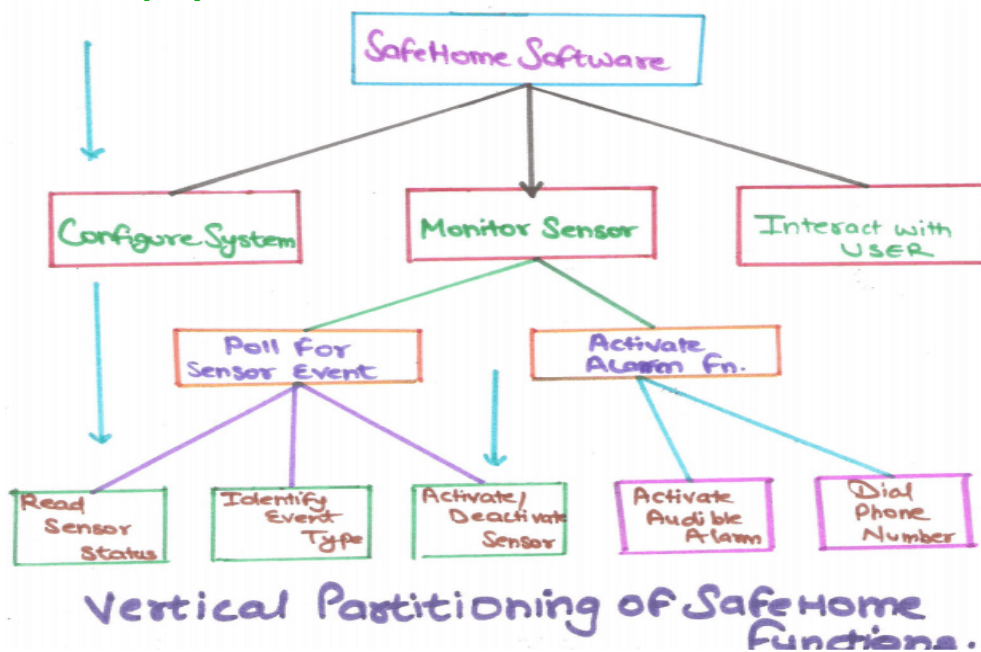 SafeHome Software
Configure System
Monitor Sensor
Interact with
USER
Poll For
Sensor Event
Activate
Alarm Fn.
Read
Sensor
Status
Identify
Event
Type
Activate/
Deactivate
Sensor
Activate
Audible
Alarm
Dial
Phone
Number
Vertical Partitioning of SafeHome
Functions.